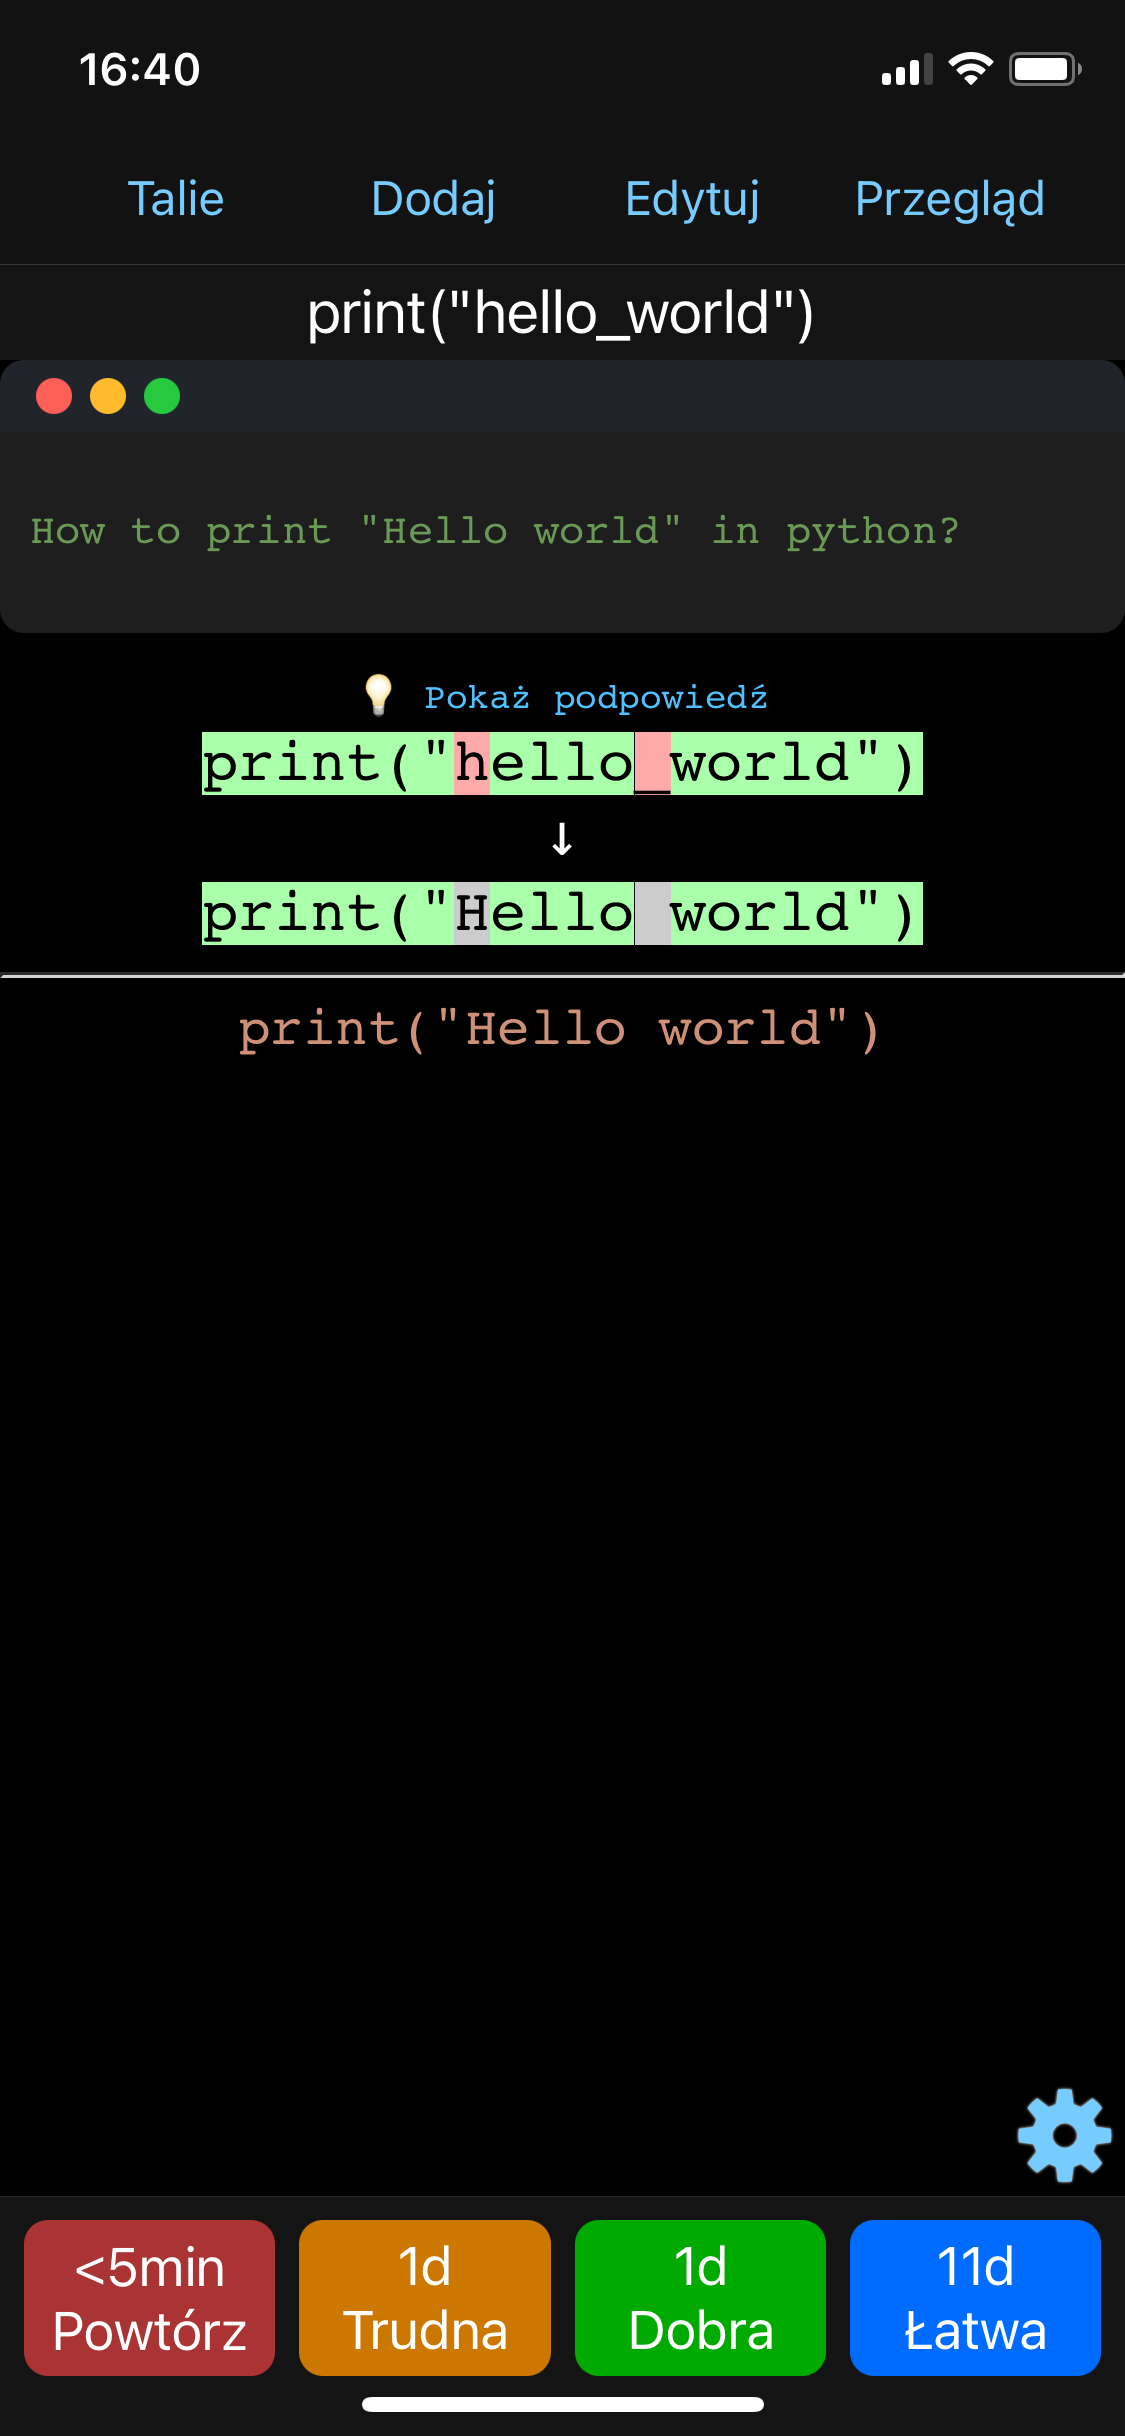 16:40
Talie Dodaj Edytuj Przegląd
print("hello_world")
How to print "Hello world" in python?
💡 Pokaż podpowiedź
print("hello_world")
↓
print("Hello world")
print("Hello world")
<5min 1d 1d 11d
Powtórz Trudna Dobra Łatwa